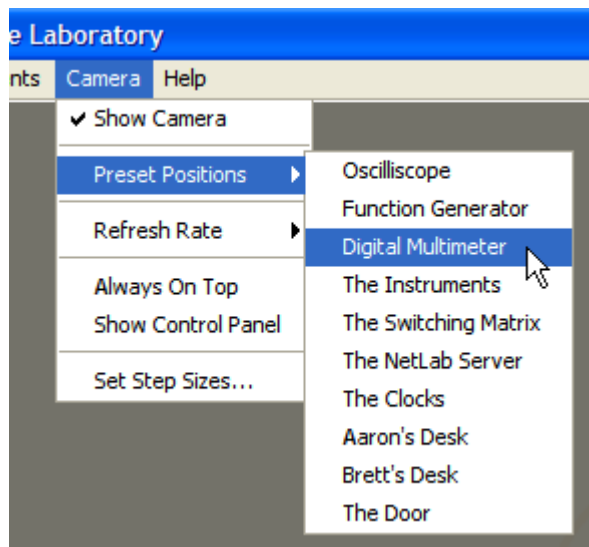 e Laboratory
nts Camera Help
Show Camera
Preset Positions
Refresh Rate
Always On Top
Show Control Panel
Set Step Sizes...
Oscilliscope
Function Generator
Digital Multimeter
The Instruments
The Switching Matrix
The NetLab Server
The Clocks
Aaron's Desk
Brett's Desk
The Door